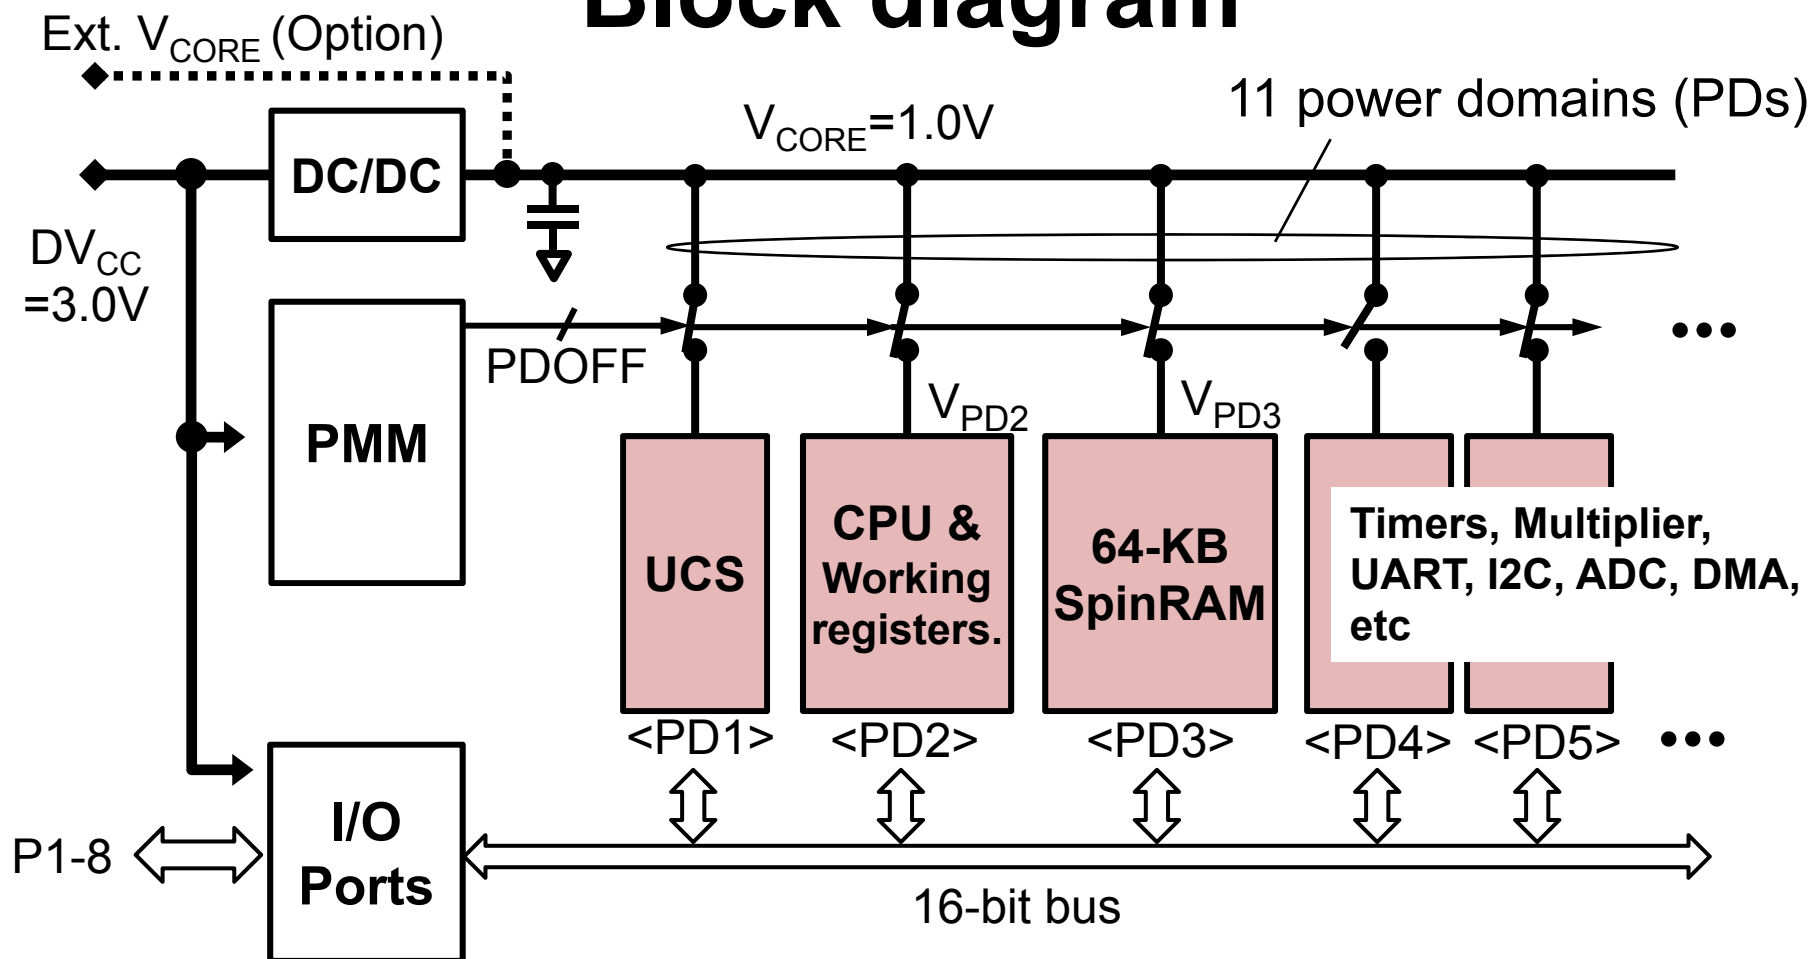 Block diagram
Ext. VCORE (Option)
11 power domains (PDs)
VCORE=1.0V
DC/DC
DVCC
=3.0V
PDOFF
PMM
VPD2
VPD3
UCS
CPU &
Working
registers.
64-KB
SpinRAM
Timers, Multiplier,
UART, I2C, ADC, DMA,
etc
<PD1>
<PD2>
<PD3>
<PD4>
<PD5>
•••
•••
I/O
Ports
P1-8
16-bit bus